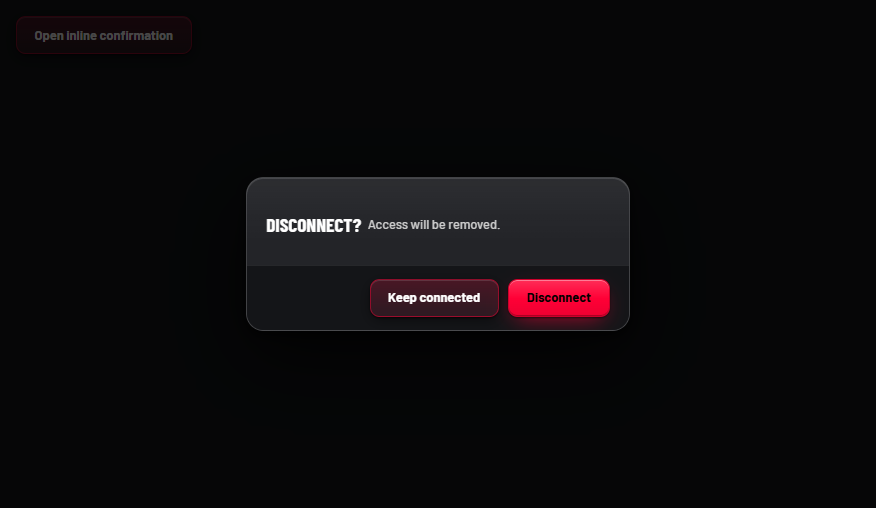 Open inline confirmation
DISCONNECT? Access will be removed.
Keep connected
Disconnect